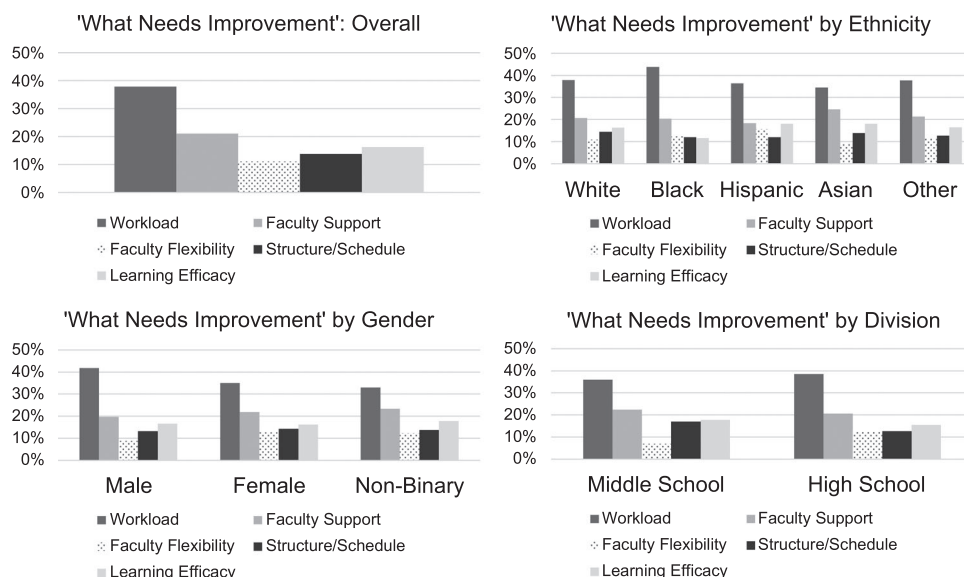 'What Needs Improvement': Overall
50%
40%
30%
20%
10%
0%
Workload
Faculty Support
Faculty Flexibility
Structure/Schedule
Learning Efficacy
'What Needs Improvement' by Ethnicity
50%
40%
30%
20%
10%
0%
White Black Hispanic Asian Other
Workload
Faculty Support
Faculty Flexibility
Structure/Schedule
Learning Efficacy
'What Needs Improvement' by Gender
50%
40%
30%
20%
10%
0%
Male Female Non-Binary
Workload
Faculty Support
Faculty Flexibility
Structure/Schedule
Learning Efficacy
'What Needs Improvement' by Division
50%
40%
30%
20%
10%
0%
Middle School High School
Workload
Faculty Support
Faculty Flexibility
Structure/Schedule
Learning Efficacy